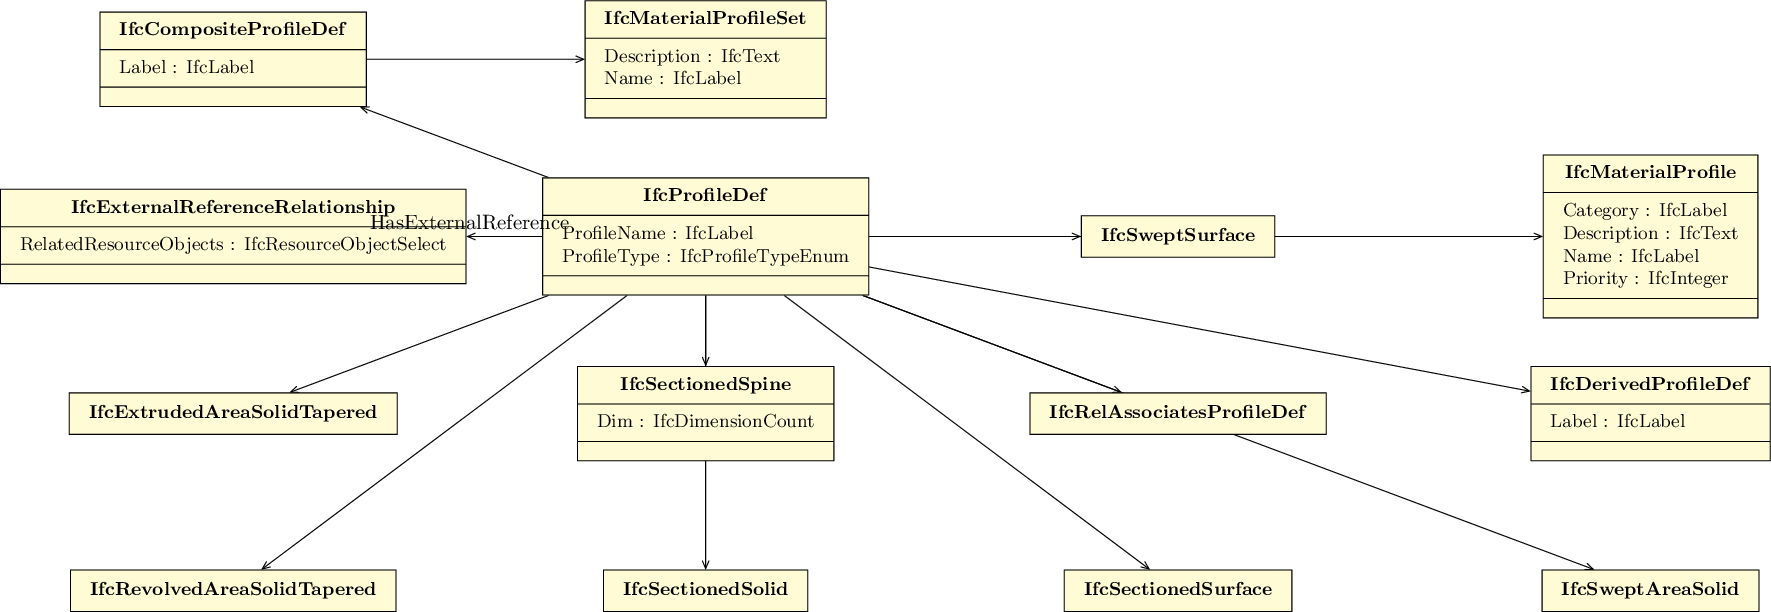 IfcCompositeProfileDef
Label : IfcLabel
IfcMaterialProfileSet
Description : IfcText
Name : IfcLabel
IfcExternalReferenceRelationship
RelatedResourceObjects : IfcResourceObjectSelect
HasExternalReference
IfcProfileDef
ProfileName : IfcLabel
ProfileType : IfcProfileTypeEnum
IfcSweptSurface
IfcMaterialProfile
Category : IfcLabel
Description : IfcText
Name : IfcLabel
Priority : IfcInteger
IfcExtrudedAreaSolidTapered
IfcSectionedSpine
Dim : IfcDimensionCount
IfcRelAssociatesProfileDef
IfcDerivedProfileDef
Label : IfcLabel
IfcRevolvedAreaSolidTapered
IfcSectionedSolid
IfcSectionedSurface
IfcSweptAreaSolid